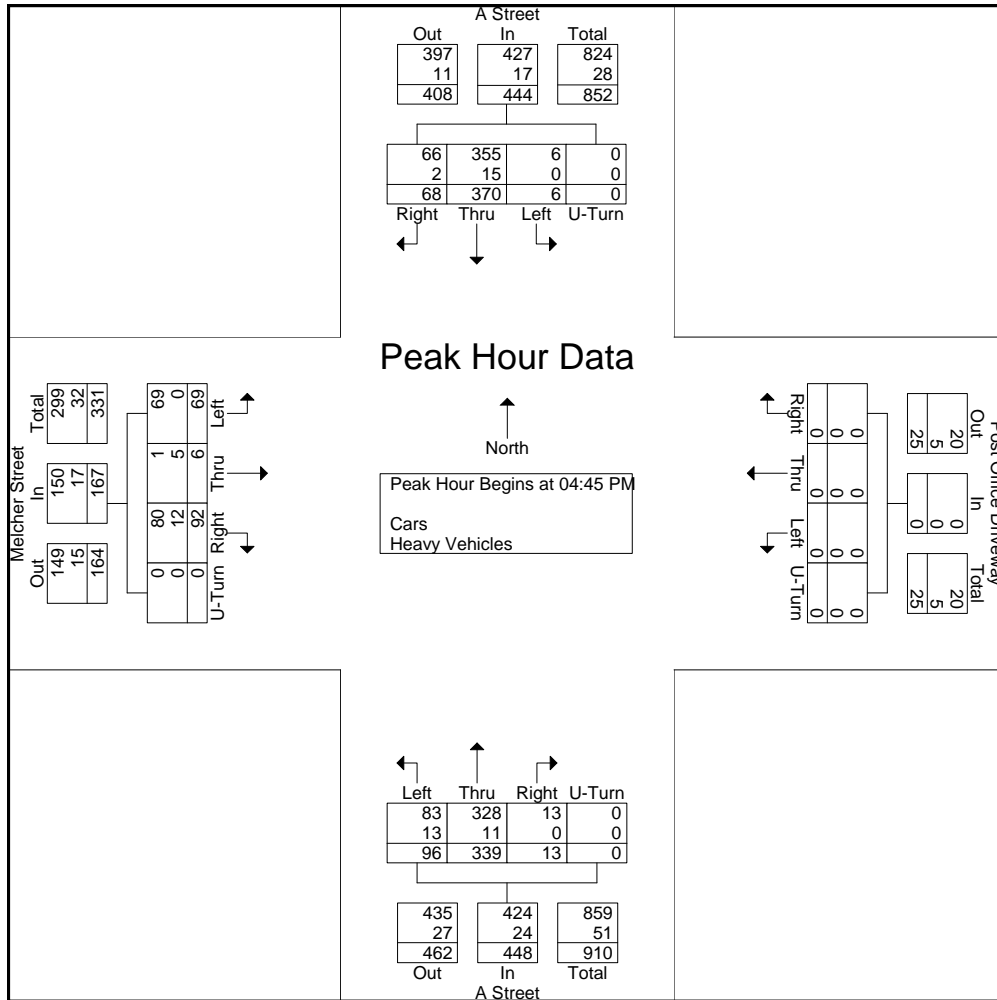 A Street
Out In Total
397 427 824
11 17 28
408 444 852
66 355 6 0
2 15 0 0
68 370 6 0
Right Thru Left U-Turn
Peak Hour Data
North
Peak Hour Begins at 04:45 PM
Cars
Heavy Vehicles
Melcher Street
Out In Total
149 150 299
15 17 32
164 167 331
80 1 69
0 80 1 69
0 12 5 0
0 92 6 69
U-Turn Right Thru Left
Post Office Driveway
Out In Total
20 0 20
5 0 5
25 0 25
0 0 0 0
0 0 0 0
0 0 0 0
Right Thru Left U-Turn
Left Thru Right U-Turn
83 328 13 0
13 11 0 0
96 339 13 0
435 424 859
27 24 51
462 448 910
Out In Total
A Street